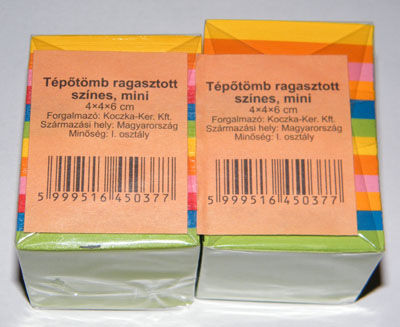 Tépőtömb ragasztott
színes, mini
4×4×6 cm
Forgalmazó: Koczka-Ker. Kft.
Származási hely: Magyarország
Minőség: I. osztály
5 999516 450377
Tépőtömb ragasztott
színes, mini
4×4×6 cm
Forgalmazó: Koczka-Ker. Kft.
Származási hely: Magyarország
Minőség: I. osztály
5 999516 450377